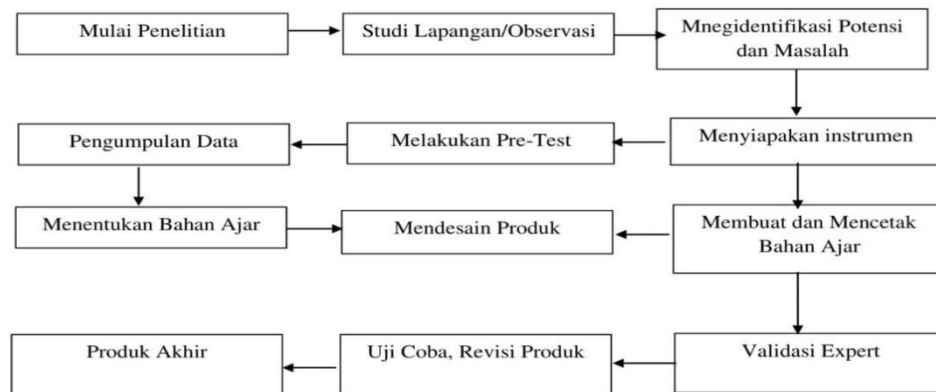 Mulai Penelitian
Studi Lapangan/Observasi
Mnegidentifikasi Potensi
dan Masalah
Pengumpulan Data
Melakukan Pre-Test
Menyiapakan instrumen
Menentukan Bahan Ajar
Mendesain Produk
Membuat dan Mencetak
Bahan Ajar
Produk Akhir
Uji Coba, Revisi Produk
Validasi Expert